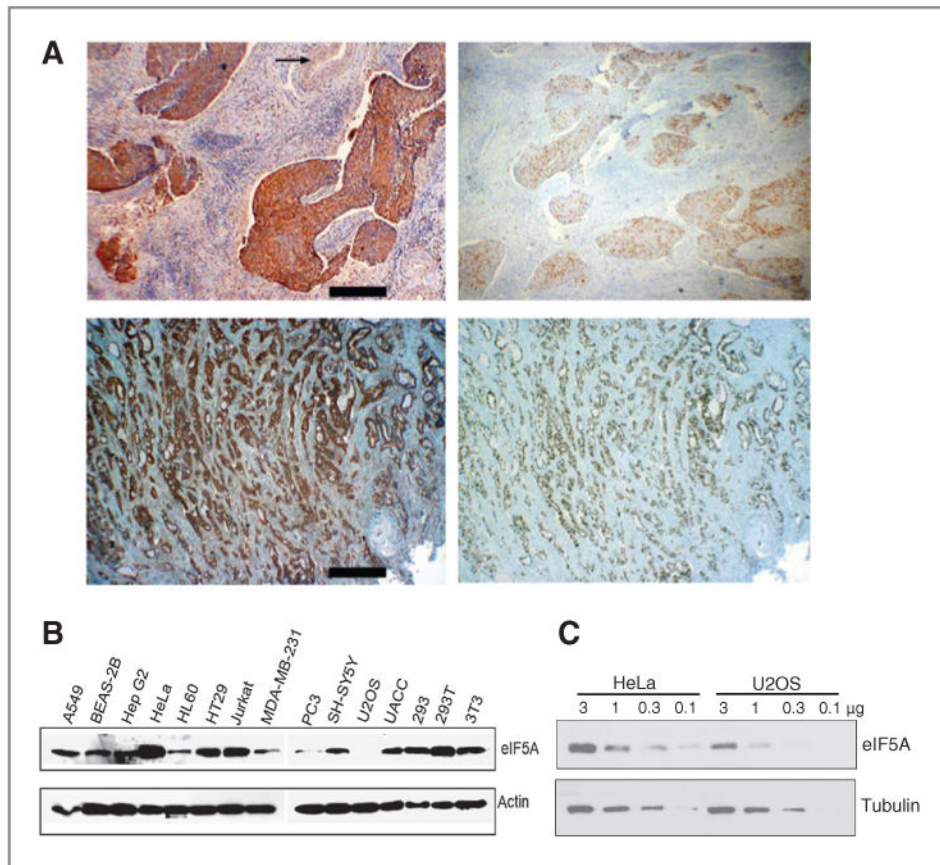 A
B
A549
BEAS-2B
Hep G2
HeLa
HL60
HT29
Jurkat
MDA-MB-231
PC3
SH-SY5Y
U2OS
UACC
293
293T
3T3
eIF5A
Actin
C
HeLa U2OS
3 1 0.3 0.1 3 1 0.3 0.1 µg
eIF5A
Tubulin